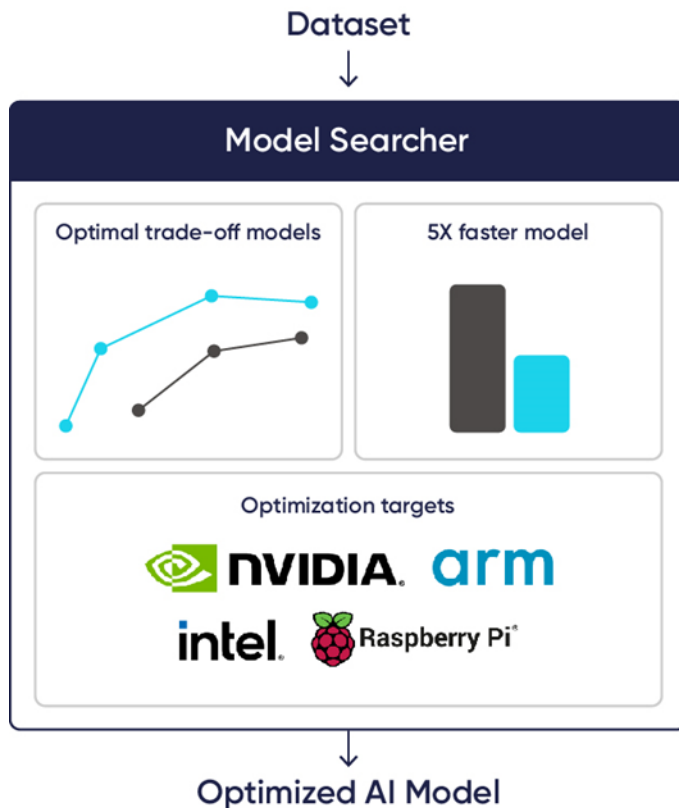 Dataset
Model Searcher
Optimal trade-off models
5X faster model
Optimization targets
NVIDIA.
arm
intel.
Raspberry Pi
Optimized AI Model